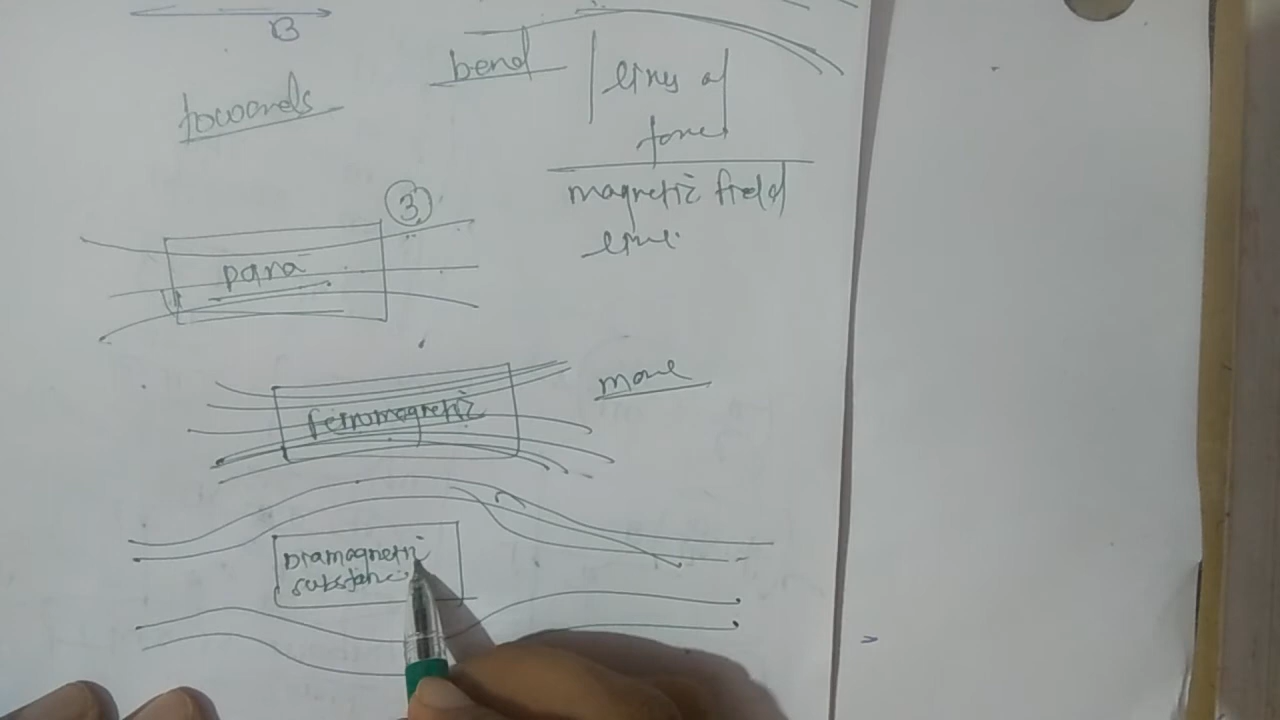 B
bend
lines of
force
towards
magnetic field
line.
3
para
more
ferromagnetic
Diamagnetic
substance